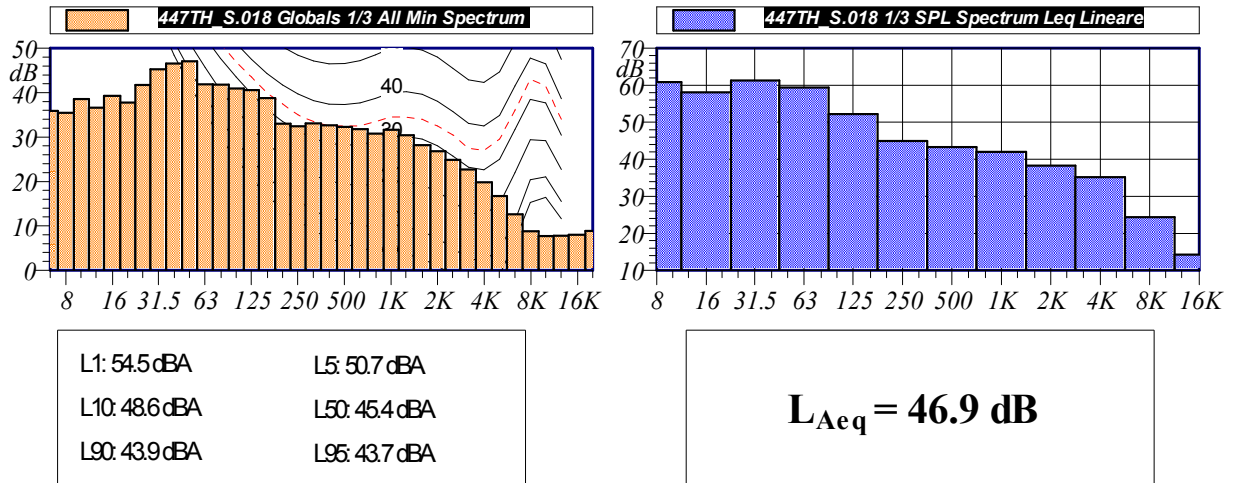 447TH_S.018 Globals 1/3 All Min Spectrum
50
dB
40
30
20
10
0
40
30
8 16 31.5 63 125 250 500 1K 2K 4K 8K 16K
447TH_S.018 1/3 SPL Spectrum Leq Lineare
70
dB
60
50
40
30
20
10
8 16 31.5 63 125 250 500 1K 2K 4K 8K 16K
L1: 54.5 dBA L5: 50.7 dBA
L10: 48.6 dBA L50: 45.4 dBA
L90: 43.9 dBA L95: 43.7 dBA
LAeq = 46.9 dB